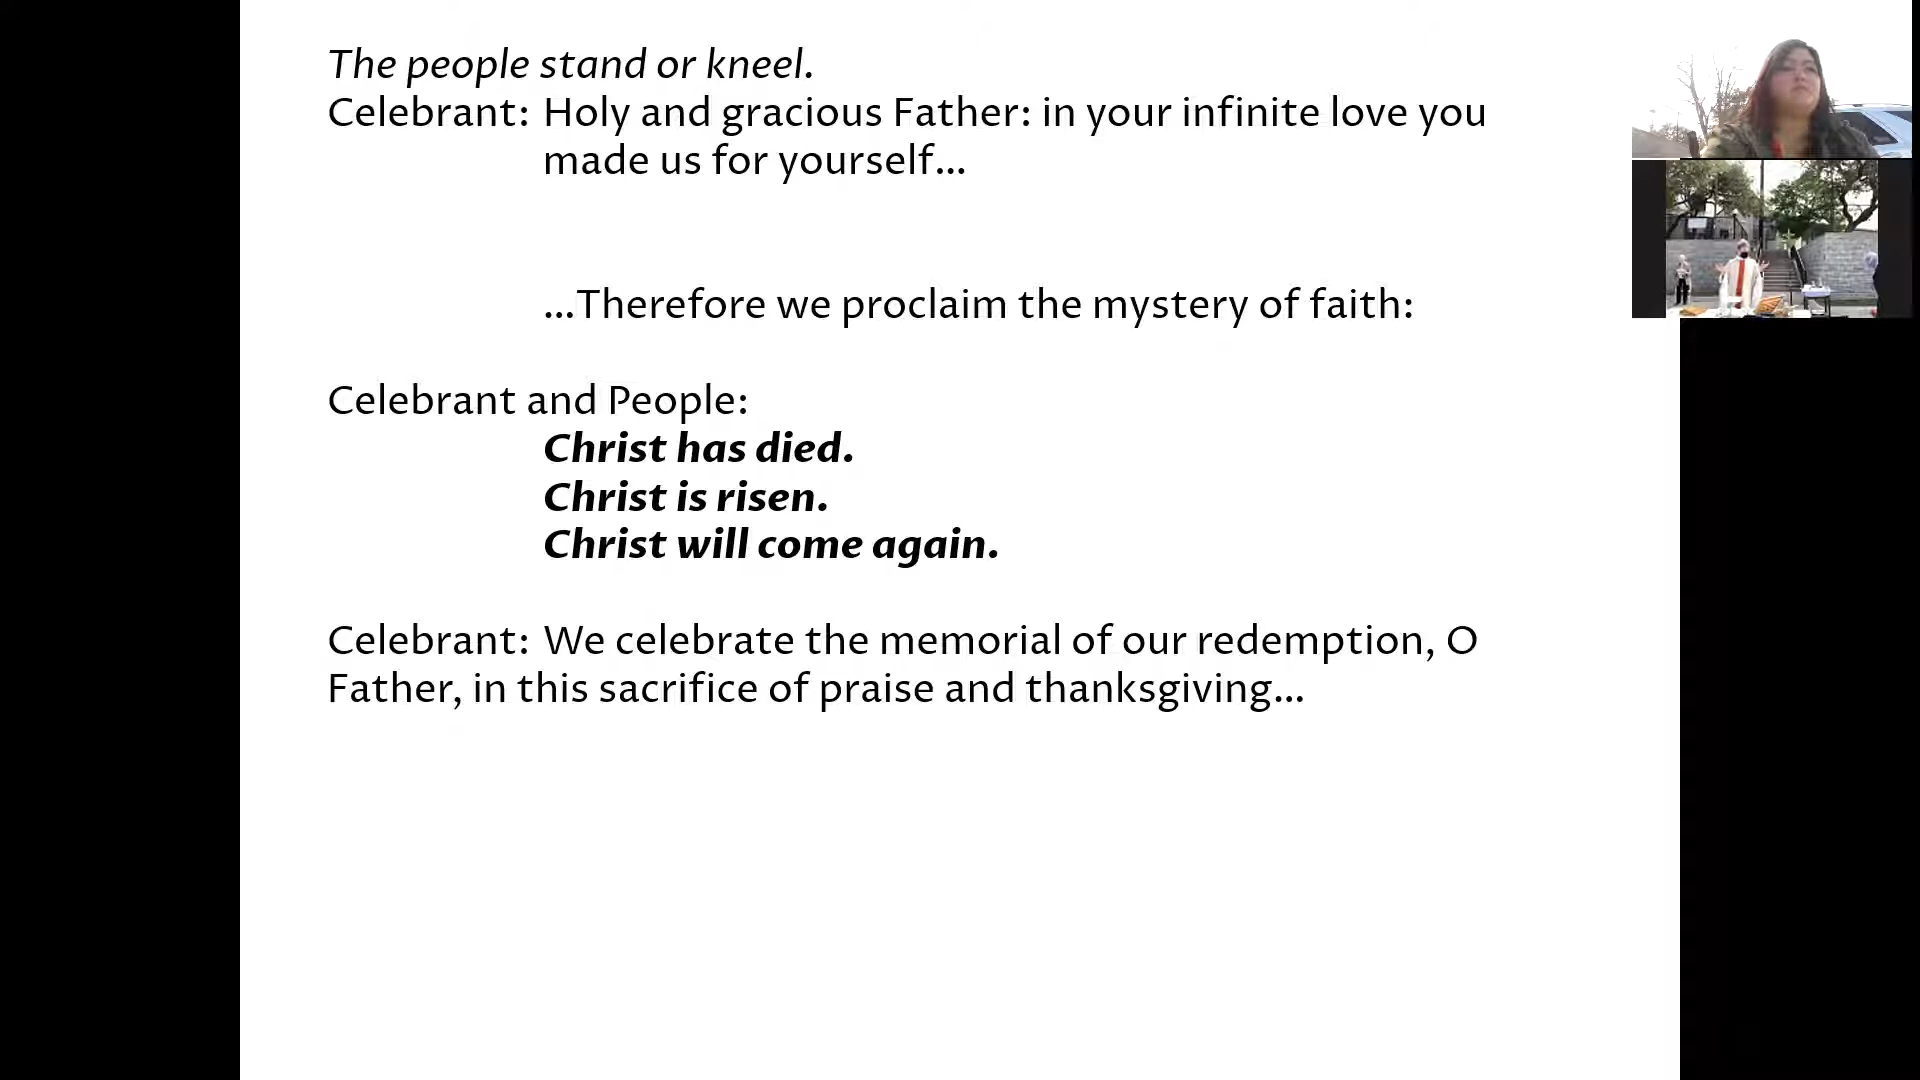 The people stand or kneel.
Celebrant: Holy and gracious Father: in your infinite love you
made us for yourself...
...Therefore we proclaim the mystery of faith:
Celebrant and People:
Christ has died.
Christ is risen.
Christ will come again.
Celebrant: We celebrate the memorial of our redemption, O
Father, in this sacrifice of praise and thanksgiving...